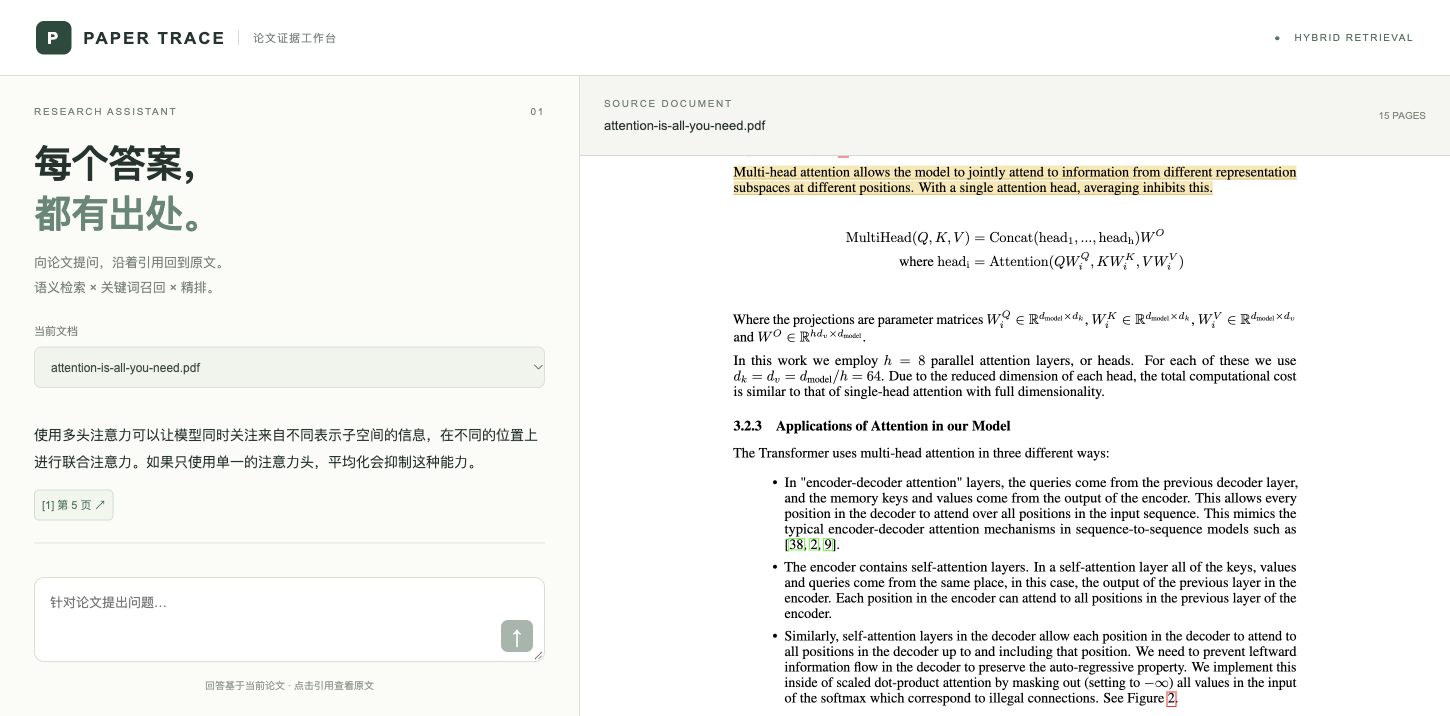 P PAPER TRACE 论文证据工作台
• HYBRID RETRIEVAL
RESEARCH ASSISTANT 01
每个答案,
都有出处。
向论文提问，沿着引用回到原文。
语义检索 × 关键词召回 × 精排。
当前文档
attention-is-all-you-need.pdf
使用多头注意力可以让模型同时关注来自不同表示子空间的信息，在不同的位置上
进行联合注意力。如果只使用单一的注意力头，平均化会抑制这种能力。
[1] 第 5 页 ↗
针对论文提出问题…
↑
回答基于当前论文 · 点击引用查看原文
SOURCE DOCUMENT
attention-is-all-you-need.pdf
15 PAGES
Multi-head attention allows the model to jointly attend to information from different representation
subspaces at different positions. With a single attention head, averaging inhibits this.
MultiHead(Q, K, V) = Concat(head₁, ..., headₕ)W^O
where headᵢ = Attention(QW_i^Q, KW_i^K, VW_i^V)
Where the projections are parameter matrices W_i^Q ∈ ℝ^{d_model×d_k}, W_i^K ∈ ℝ^{d_model×d_k}, W_i^V ∈ ℝ^{d_model×d_v}
and W^O ∈ ℝ^{hd_v×d_model}.
In this work we employ h = 8 parallel attention layers, or heads. For each of these we use
d_k = d_v = d_model/h = 64. Due to the reduced dimension of each head, the total computational cost
is similar to that of single-head attention with full dimensionality.
3.2.3 Applications of Attention in our Model
The Transformer uses multi-head attention in three different ways:
• In "encoder-decoder attention" layers, the queries come from the previous decoder layer,
and the memory keys and values come from the output of the encoder. This allows every
position in the decoder to attend over all positions in the input sequence. This mimics the
typical encoder-decoder attention mechanisms in sequence-to-sequence models such as
[38, 2, 9].
• The encoder contains self-attention layers. In a self-attention layer all of the keys, values
and queries come from the same place, in this case, the output of the previous layer in the
encoder. Each position in the encoder can attend to all positions in the previous layer of the
encoder.
• Similarly, self-attention layers in the decoder allow each position in the decoder to attend to
all positions in the decoder up to and including that position. We need to prevent leftward
information flow in the decoder to preserve the auto-regressive property. We implement this
inside of scaled dot-product attention by masking out (setting to −∞) all values in the input
of the softmax which correspond to illegal connections. See Figure 2.